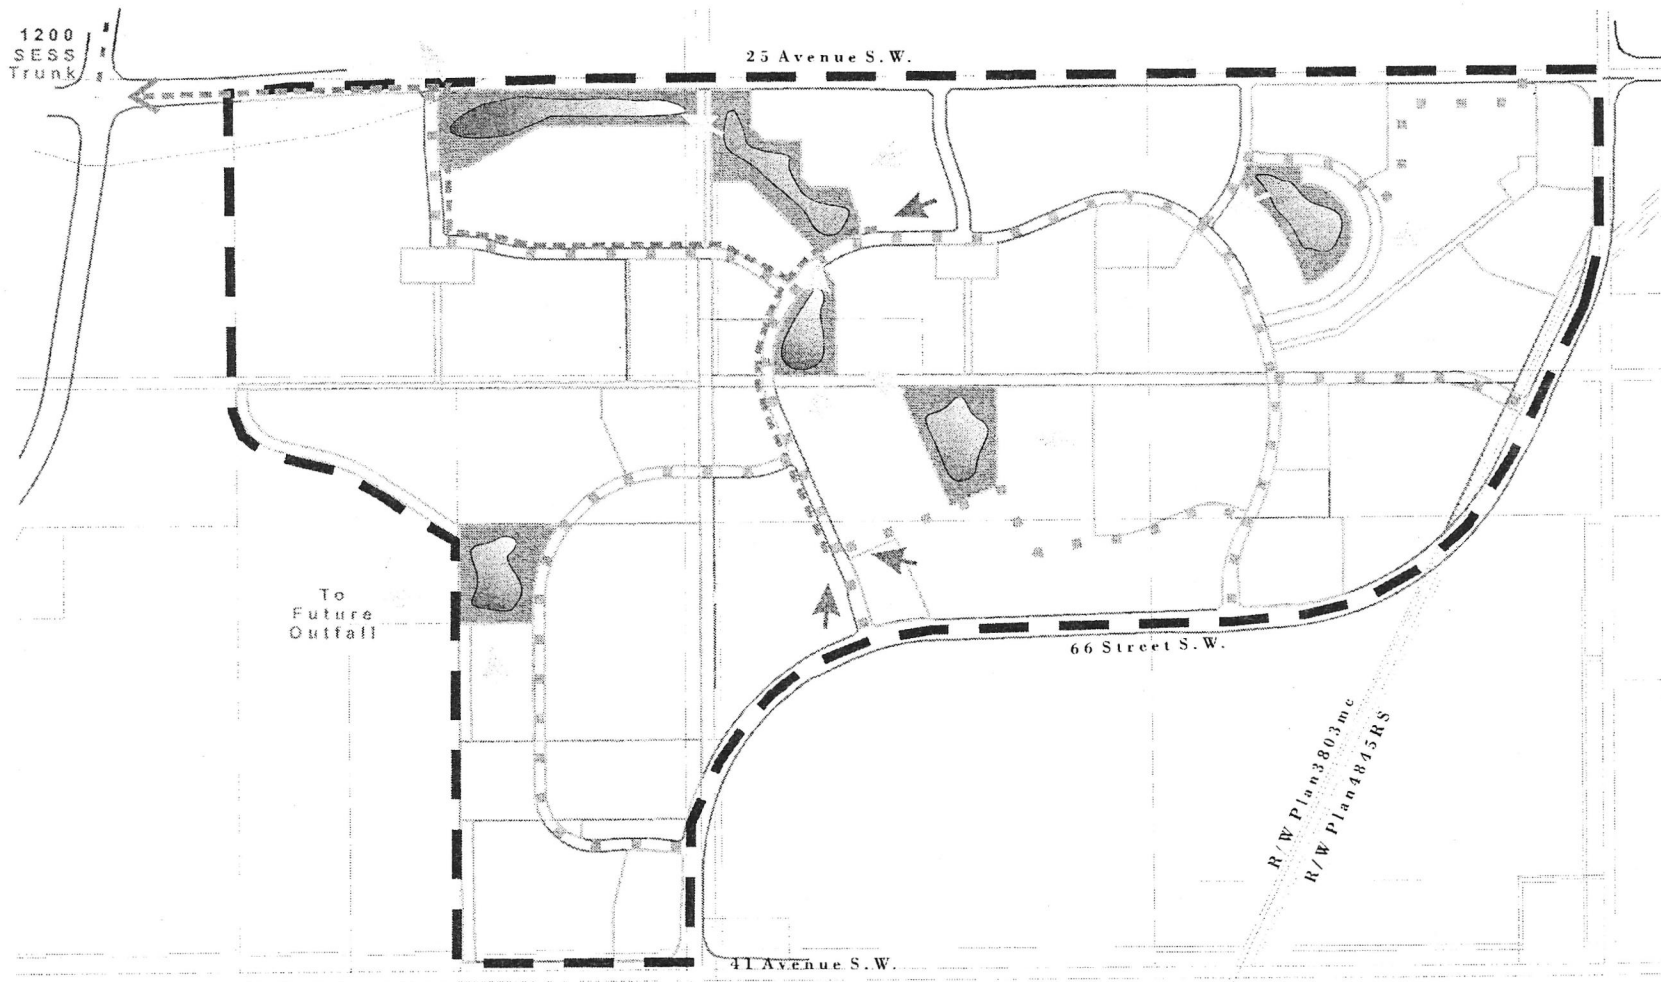 1200
SESS
Trunk
25 Avenue S.W.
To
Future
Outfall
66 Street S.W.
R/W Plan3803mc
R/W Plan4845RS
41 Avenue S.W.